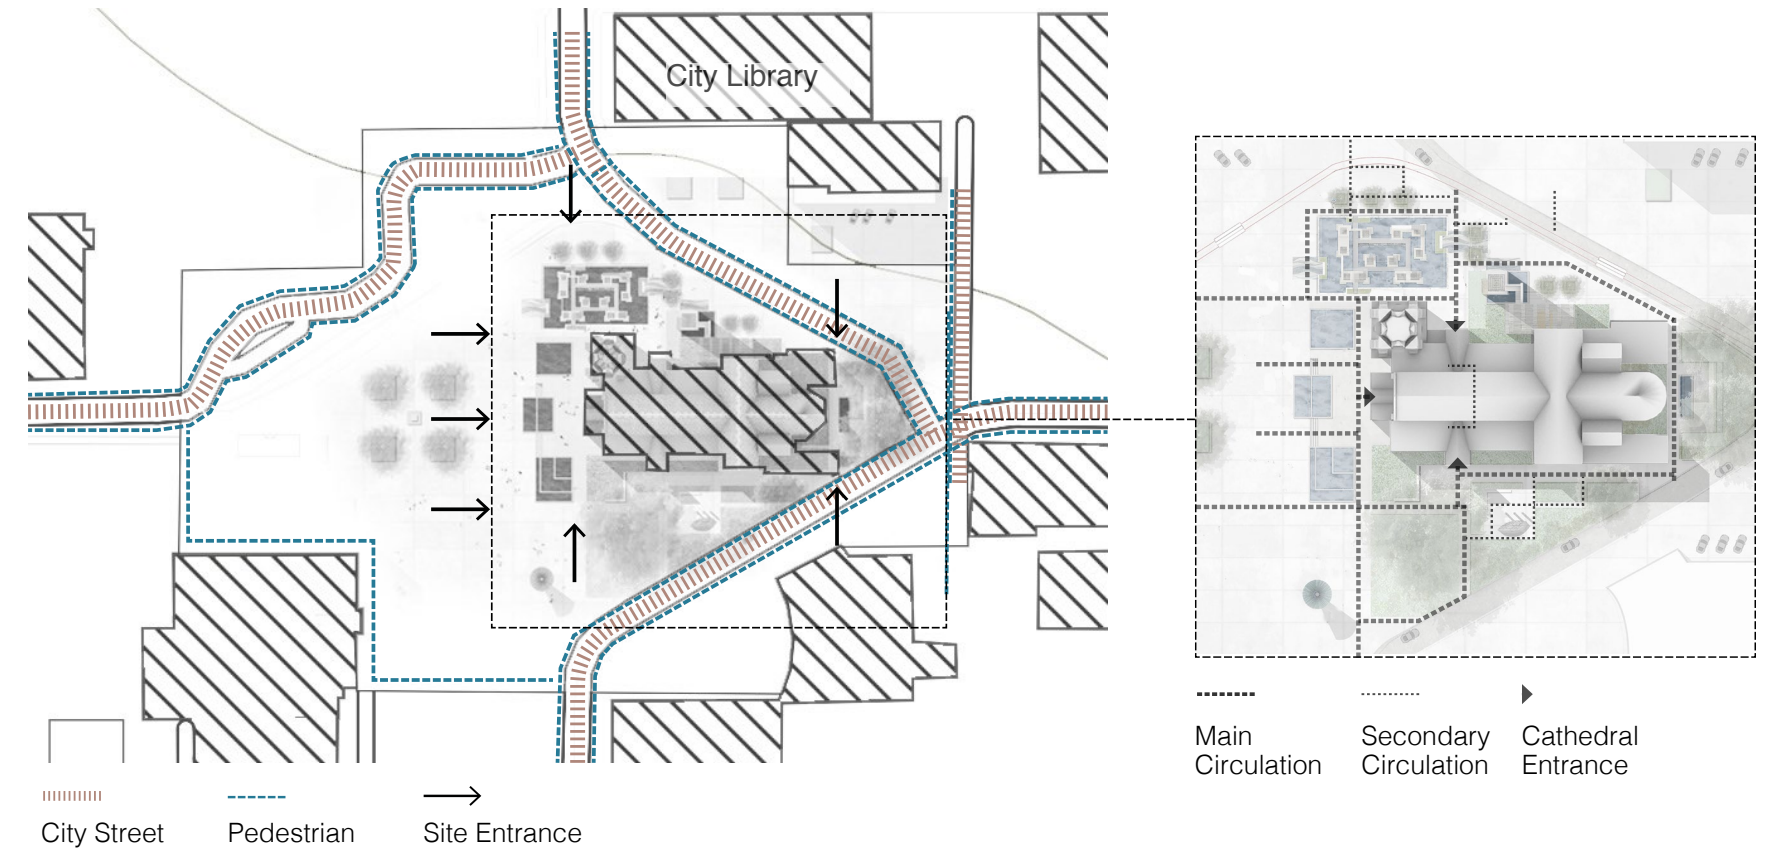 City Library
City Street
Pedestrian
Site Entrance
Main
Circulation
Secondary
Circulation
Cathedral
Entrance